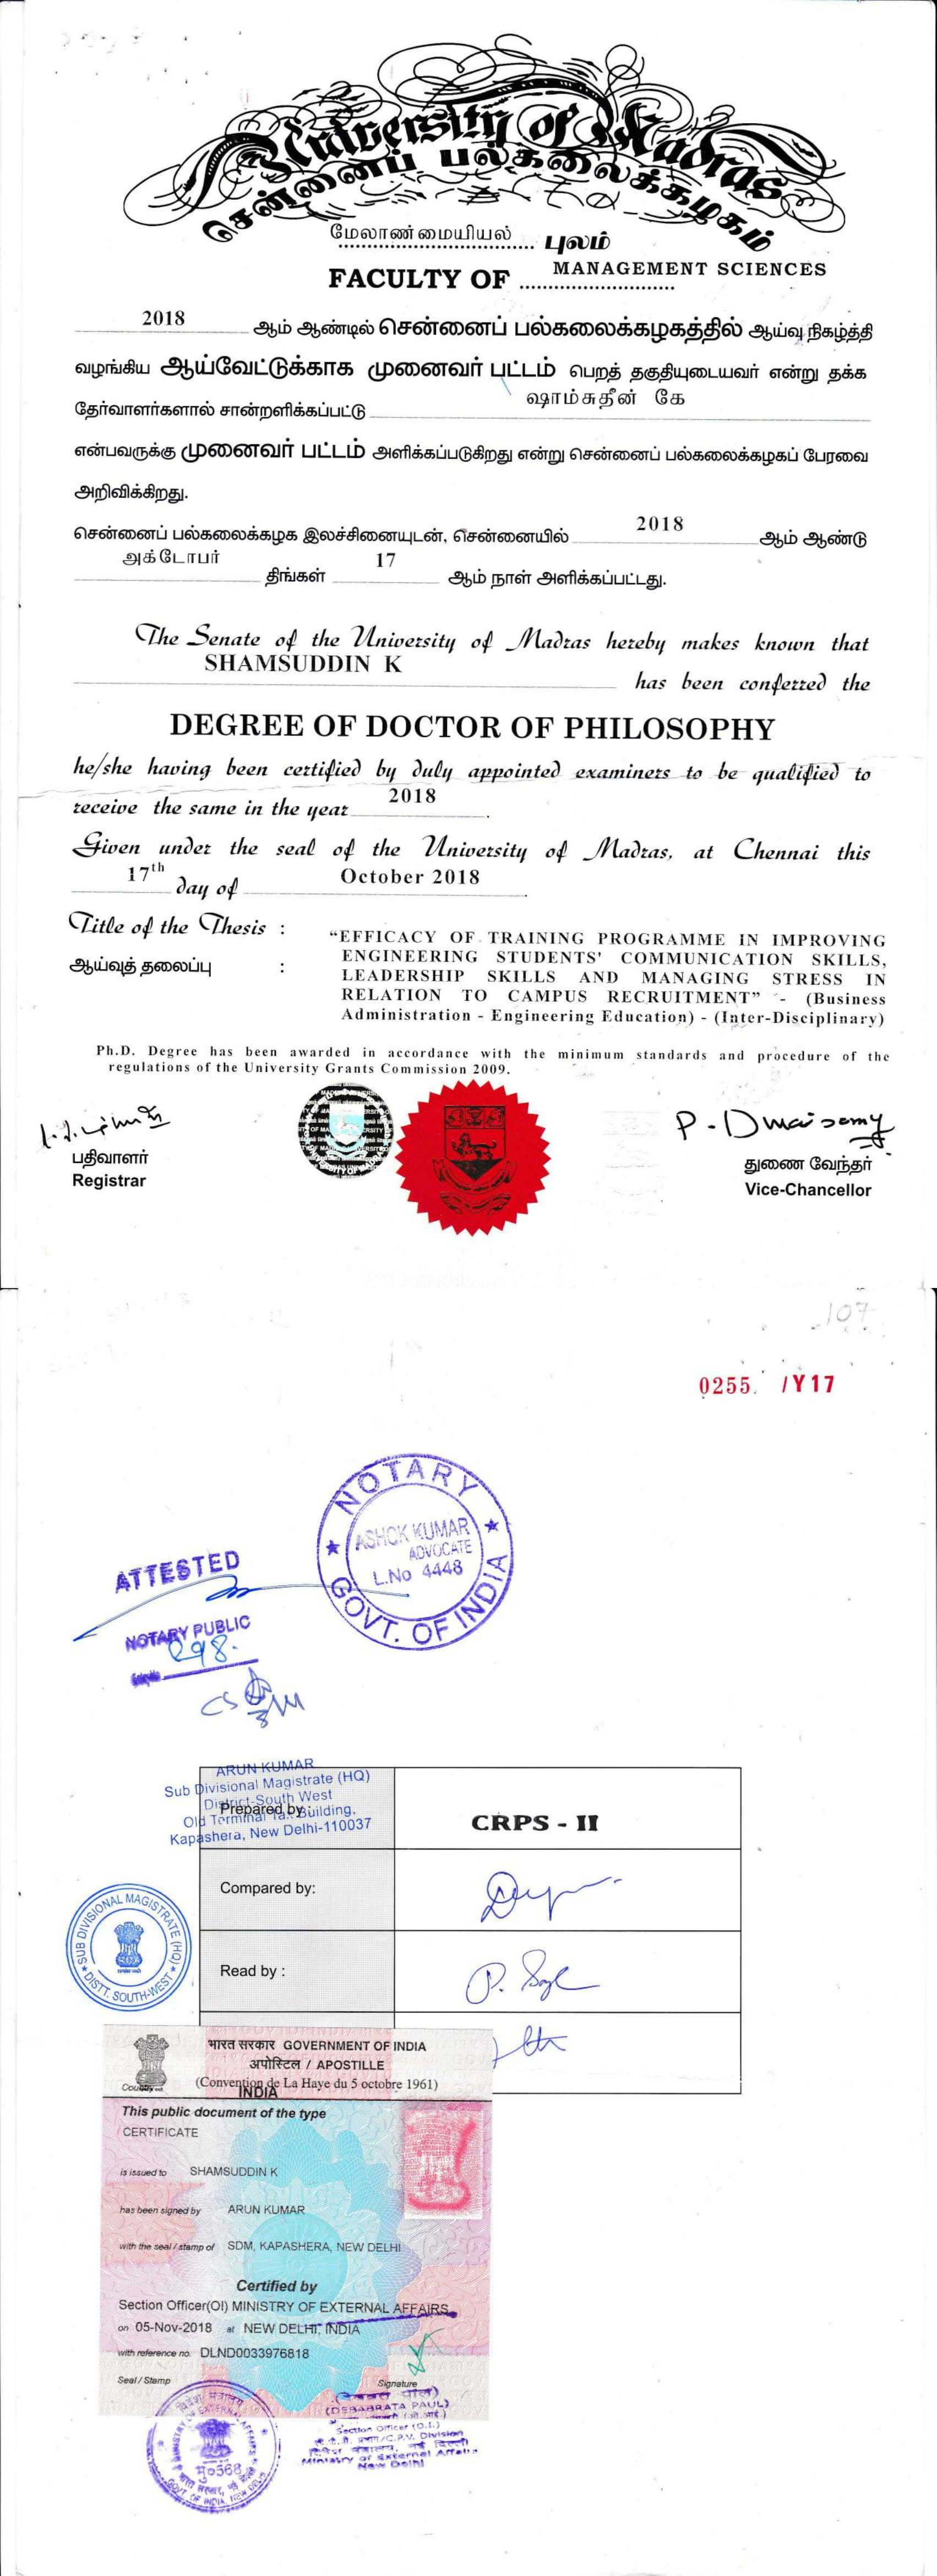 University of Madras
சென்னைப் பல்கலைக்கழகம்
மேலாண்மையியல் புலம்
FACULTY OF MANAGEMENT SCIENCES
2018 ஆம் ஆண்டில் சென்னைப் பல்கலைக்கழகத்தில் ஆய்வு நிகழ்த்தி
வழங்கிய ஆய்வேட்டுக்காக முனைவர் பட்டம் பெறத் தகுதியுடையவர் என்று தக்க
தேர்வாளர்களால் சான்றளிக்கப்பட்டு ஷாம்சுதீன் கே
என்பவருக்கு முனைவர் பட்டம் அளிக்கப்படுகிறது என்று சென்னைப் பல்கலைக்கழகப் பேரவை
அறிவிக்கிறது.
சென்னைப் பல்கலைக்கழக இலச்சினையுடன், சென்னையில் 2018 ஆம் ஆண்டு
அக்டோபர் திங்கள் 17 ஆம் நாள் அளிக்கப்பட்டது.
The Senate of the University of Madras hereby makes known that
SHAMSUDDIN K has been conferred the
DEGREE OF DOCTOR OF PHILOSOPHY
he/she having been certified by duly appointed examiners to be qualified to
receive the same in the year 2018.
Given under the seal of the University of Madras, at Chennai this
17th day of October 2018.
Title of the Thesis : "EFFICACY OF TRAINING PROGRAMME IN IMPROVING
ஆய்வுத் தலைப்பு : ENGINEERING STUDENTS' COMMUNICATION SKILLS,
LEADERSHIP SKILLS AND MANAGING STRESS IN
RELATION TO CAMPUS RECRUITMENT" - (Business
Administration - Engineering Education) - (Inter-Disciplinary)
Ph.D. Degree has been awarded in accordance with the minimum standards and procedure of the
regulations of the University Grants Commission 2009.
P. Duraisamy
பதிவாளர்
Registrar
துணை வேந்தர்
Vice-Chancellor
107
0255 /Y17
NOTARY
ASHOK KUMAR
ADVOCATE
L.No 4448
GOVT. OF INDIA
ATTESTED
NOTARY PUBLIC
298.
ARUN KUMAR
Sub Divisional Magistrate (HQ)
District-South West
Old Terminal Tax Building,
Kapashera, New Delhi-110037
Prepared by :
CRPS - II
Compared by:
Read by :
SUB DIVISIONAL MAGISTRATE (HQ)
DISTT. SOUTH-WEST
भारत सरकार GOVERNMENT OF INDIA
अपोस्टिल / APOSTILLE
(Convention de La Haye du 5 octobre 1961)
Country INDIA
This public document of the type
CERTIFICATE
is issued to SHAMSUDDIN K
has been signed by ARUN KUMAR
with the seal / stamp of SDM, KAPASHERA, NEW DELHI
Certified by
Section Officer(OI) MINISTRY OF EXTERNAL AFFAIRS
on 05-Nov-2018 at NEW DELHI, INDIA
with reference no. DLND0033976818
Seal / Stamp
Signature
(DEBABRATA PAUL)
Section Officer (O.I.)
C.P.V. Division
Ministry of External Affairs
New Delhi
मु०568
GOVT OF INDIA, NEW DELHI